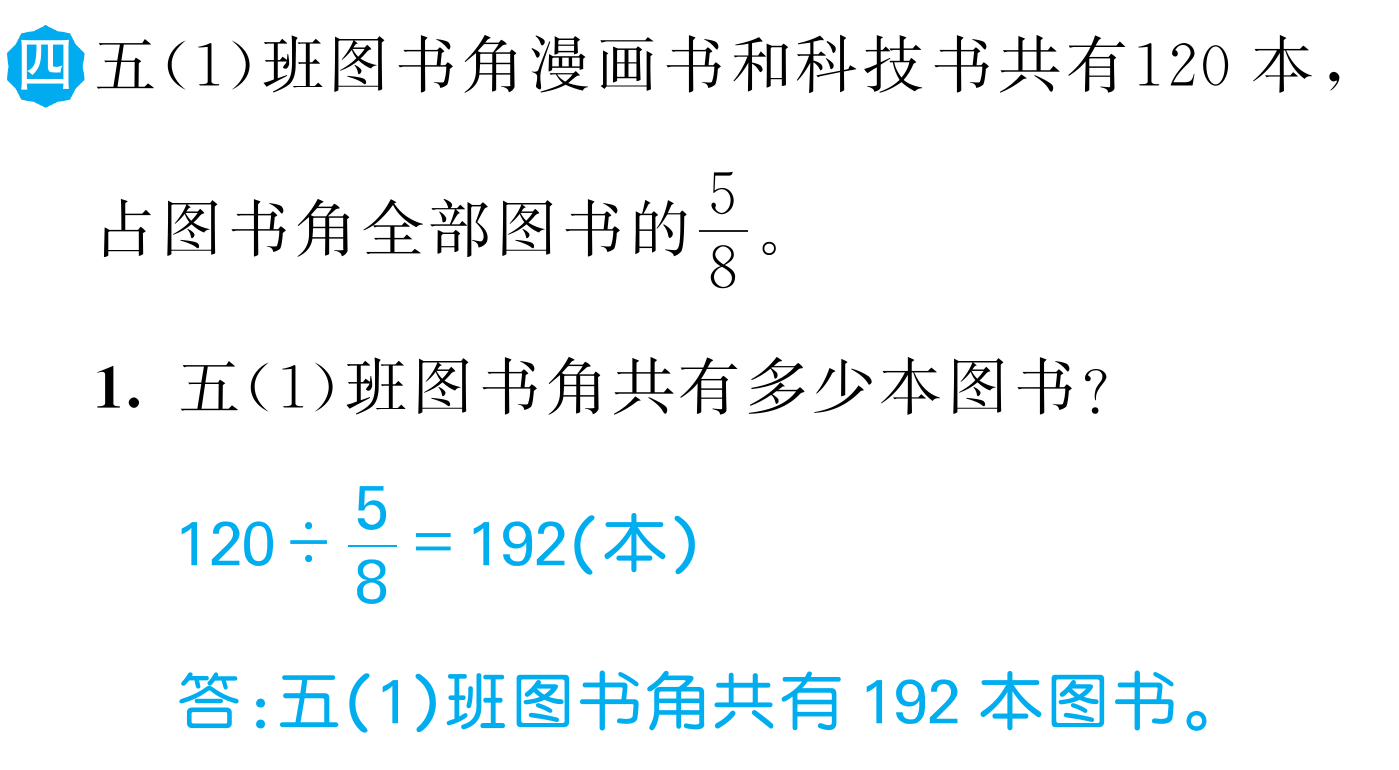 四 五(1)班图书角漫画书和科技书共有120 本，
占图书角全部图书的5/8。
1. 五(1)班图书角共有多少本图书?
120÷5/8=192(本)
答:五(1)班图书角共有 192 本图书。